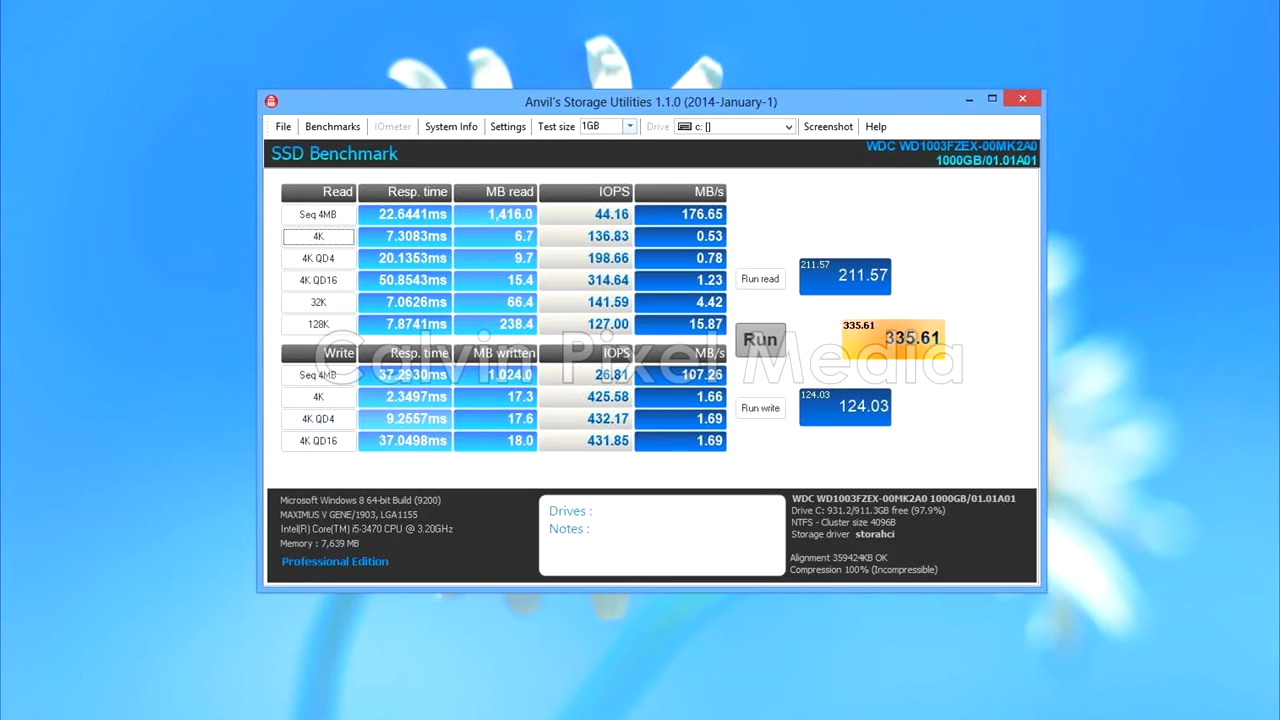 Anvil's Storage Utilities 1.1.0 (2014-January-1)
File Benchmarks IOmeter System Info Settings Test size 1GB Drive c: [] Screenshot Help
SSD Benchmark
WDC WD1003FZEX-00MK2A0
1000GB/01.01A01
Read Resp. time MB read IOPS MB/s
Seq 4MB 22.6441ms 1,416.0 44.16 176.65
4K 7.3083ms 6.7 136.83 0.53
4K QD4 20.1353ms 9.7 198.66 0.78
4K QD16 50.8543ms 15.4 314.64 1.23
32K 7.0626ms 66.4 141.59 4.42
128K 7.8741ms 238.4 127.00 15.87
Run read 211.57 211.57
Run 335.61 335.61
Calvin Pixel Media
Write Resp. time MB written IOPS MB/s
Seq 4MB 37.2930ms 1,024.0 26.81 107.26
4K 2.3497ms 17.3 425.58 1.66
4K QD4 9.2557ms 17.6 432.17 1.69
4K QD16 37.0498ms 18.0 431.85 1.69
Run write 124.03 124.03
Microsoft Windows 8 64-bit Build (9200)
MAXIMUS V GENE/1903, LGA1155
Intel(R) Core(TM) i5-3470 CPU @ 3.20GHz
Memory : 7,639 MB
Professional Edition
Drives :
Notes :
WDC WD1003FZEX-00MK2A0 1000GB/01.01A01
Drive C: 931.2/911.3GB free (97.9%)
NTFS - Cluster size 4096B
Storage driver storahci
Alignment 359424KB OK
Compression 100% (Incompressible)